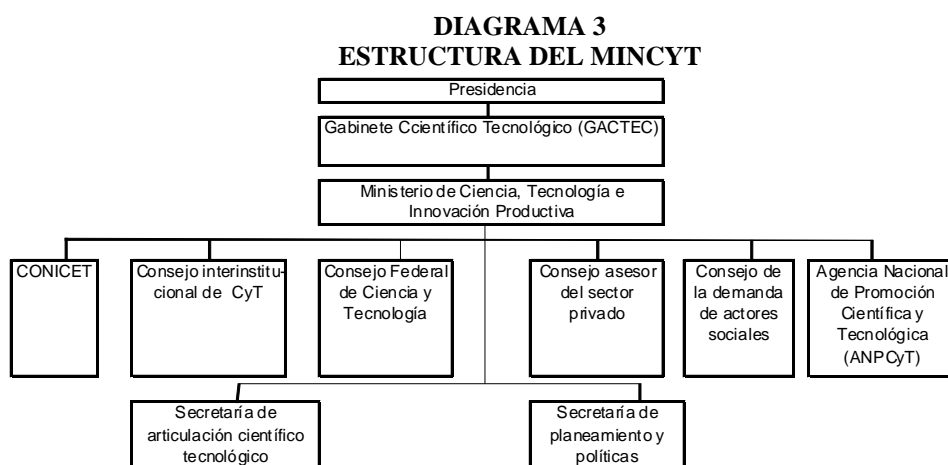 DIAGRAMA 3
ESTRUCTURA DEL MINCYT
Presidencia
Gabinete Ccientífico Tecnológico (GACTEC)
Ministerio de Ciencia, Tecnología e
Innovación Productiva
CONICET
Consejo interinstitu-
cional de CyT
Consejo Federal
de Ciencia y
Tecnología
Consejo asesor
del sector
privado
Consejo de
la demanda
de actores
sociales
Agencia Nacional
de Promoción
Científica y
Tecnológica
(ANPCyT)
Secretaría de
articulación científico
tecnológico
Secretaría de
planeamiento y
políticas